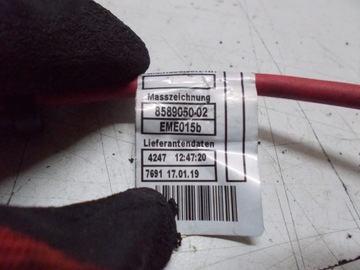 Masszeichnung
8589050-02
EME015b
Lieferantendaten
4247 12:47:20
7691 17.01.19